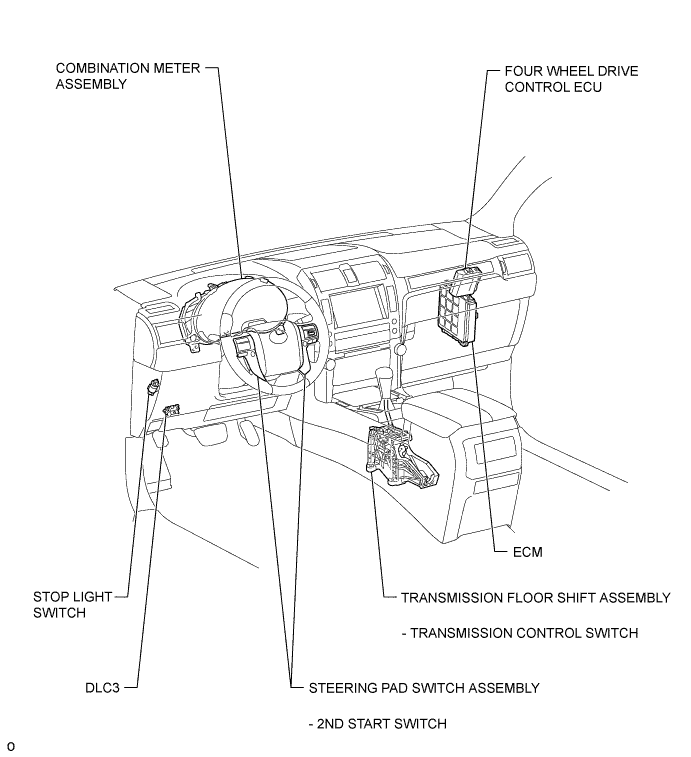 COMBINATION METER
ASSEMBLY
FOUR WHEEL DRIVE
CONTROL ECU
ECM
STOP LIGHT
SWITCH
TRANSMISSION FLOOR SHIFT ASSEMBLY
- TRANSMISSION CONTROL SWITCH
DLC3
STEERING PAD SWITCH ASSEMBLY
- 2ND START SWITCH
O